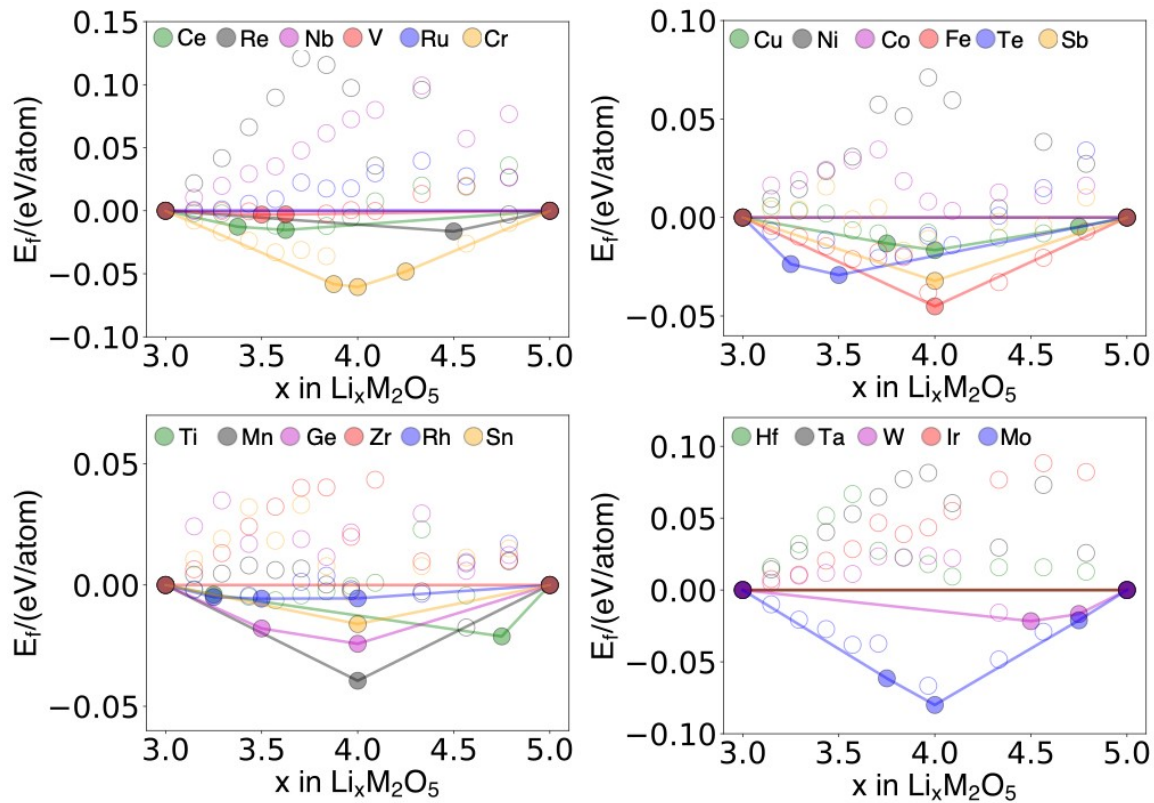 0.15
Ce Re Nb V Ru Cr
0.10
0.05
0.00
−0.05
−0.10
E_f/(eV/atom)
3.0 3.5 4.0 4.5 5.0
x in Li_xM_2O_5
0.10
Cu Ni Co Fe Te Sb
0.05
0.00
−0.05
E_f/(eV/atom)
3.0 3.5 4.0 4.5 5.0
x in Li_xM_2O_5
Ti Mn Ge Zr Rh Sn
0.05
0.00
−0.05
E_f/(eV/atom)
3.0 3.5 4.0 4.5 5.0
x in Li_xM_2O_5
Hf Ta W Ir Mo
0.10
0.05
0.00
−0.05
−0.10
E_f/(eV/atom)
3.0 3.5 4.0 4.5 5.0
x in Li_xM_2O_5